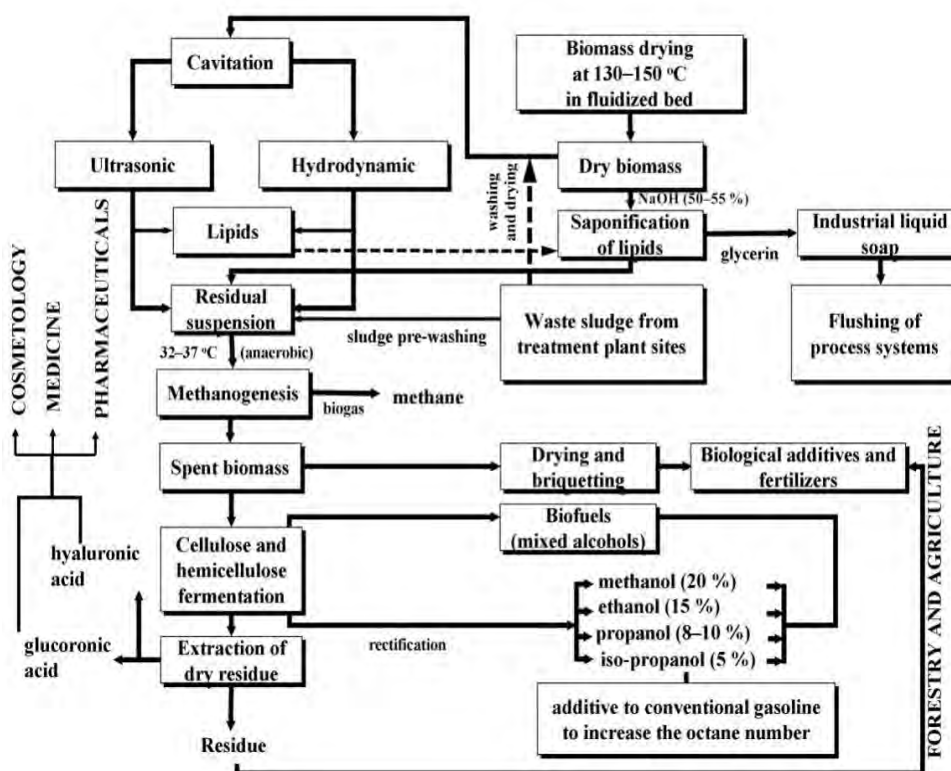 Cavitation
Biomass drying
at 130–150 °C
in fluidized bed
Ultrasonic
Hydrodynamic
washing
and drying
Dry biomass
NaOH (50–55 %)
Lipids
Saponification
of lipids
glycerin
Industrial liquid
soap
Residual
suspension
sludge pre-washing
Waste sludge from
treatment plant sites
Flushing of
process systems
32–37 °C
(anaerobic)
COSMETOLOGY
MEDICINE
PHARMACEUTICALS
Methanogenesis
biogas
methane
Spent biomass
Drying and
briquetting
Biological additives and
fertilizers
Cellulose and
hemicellulose
fermentation
Biofuels
(mixed alcohols)
hyaluronic
acid
glucoronic
acid
rectification
methanol (20 %)
ethanol (15 %)
propanol (8–10 %)
iso-propanol (5 %)
Extraction of
dry residue
additive to conventional gasoline
to increase the octane number
Residue
FORESTRY AND AGRICULTURE